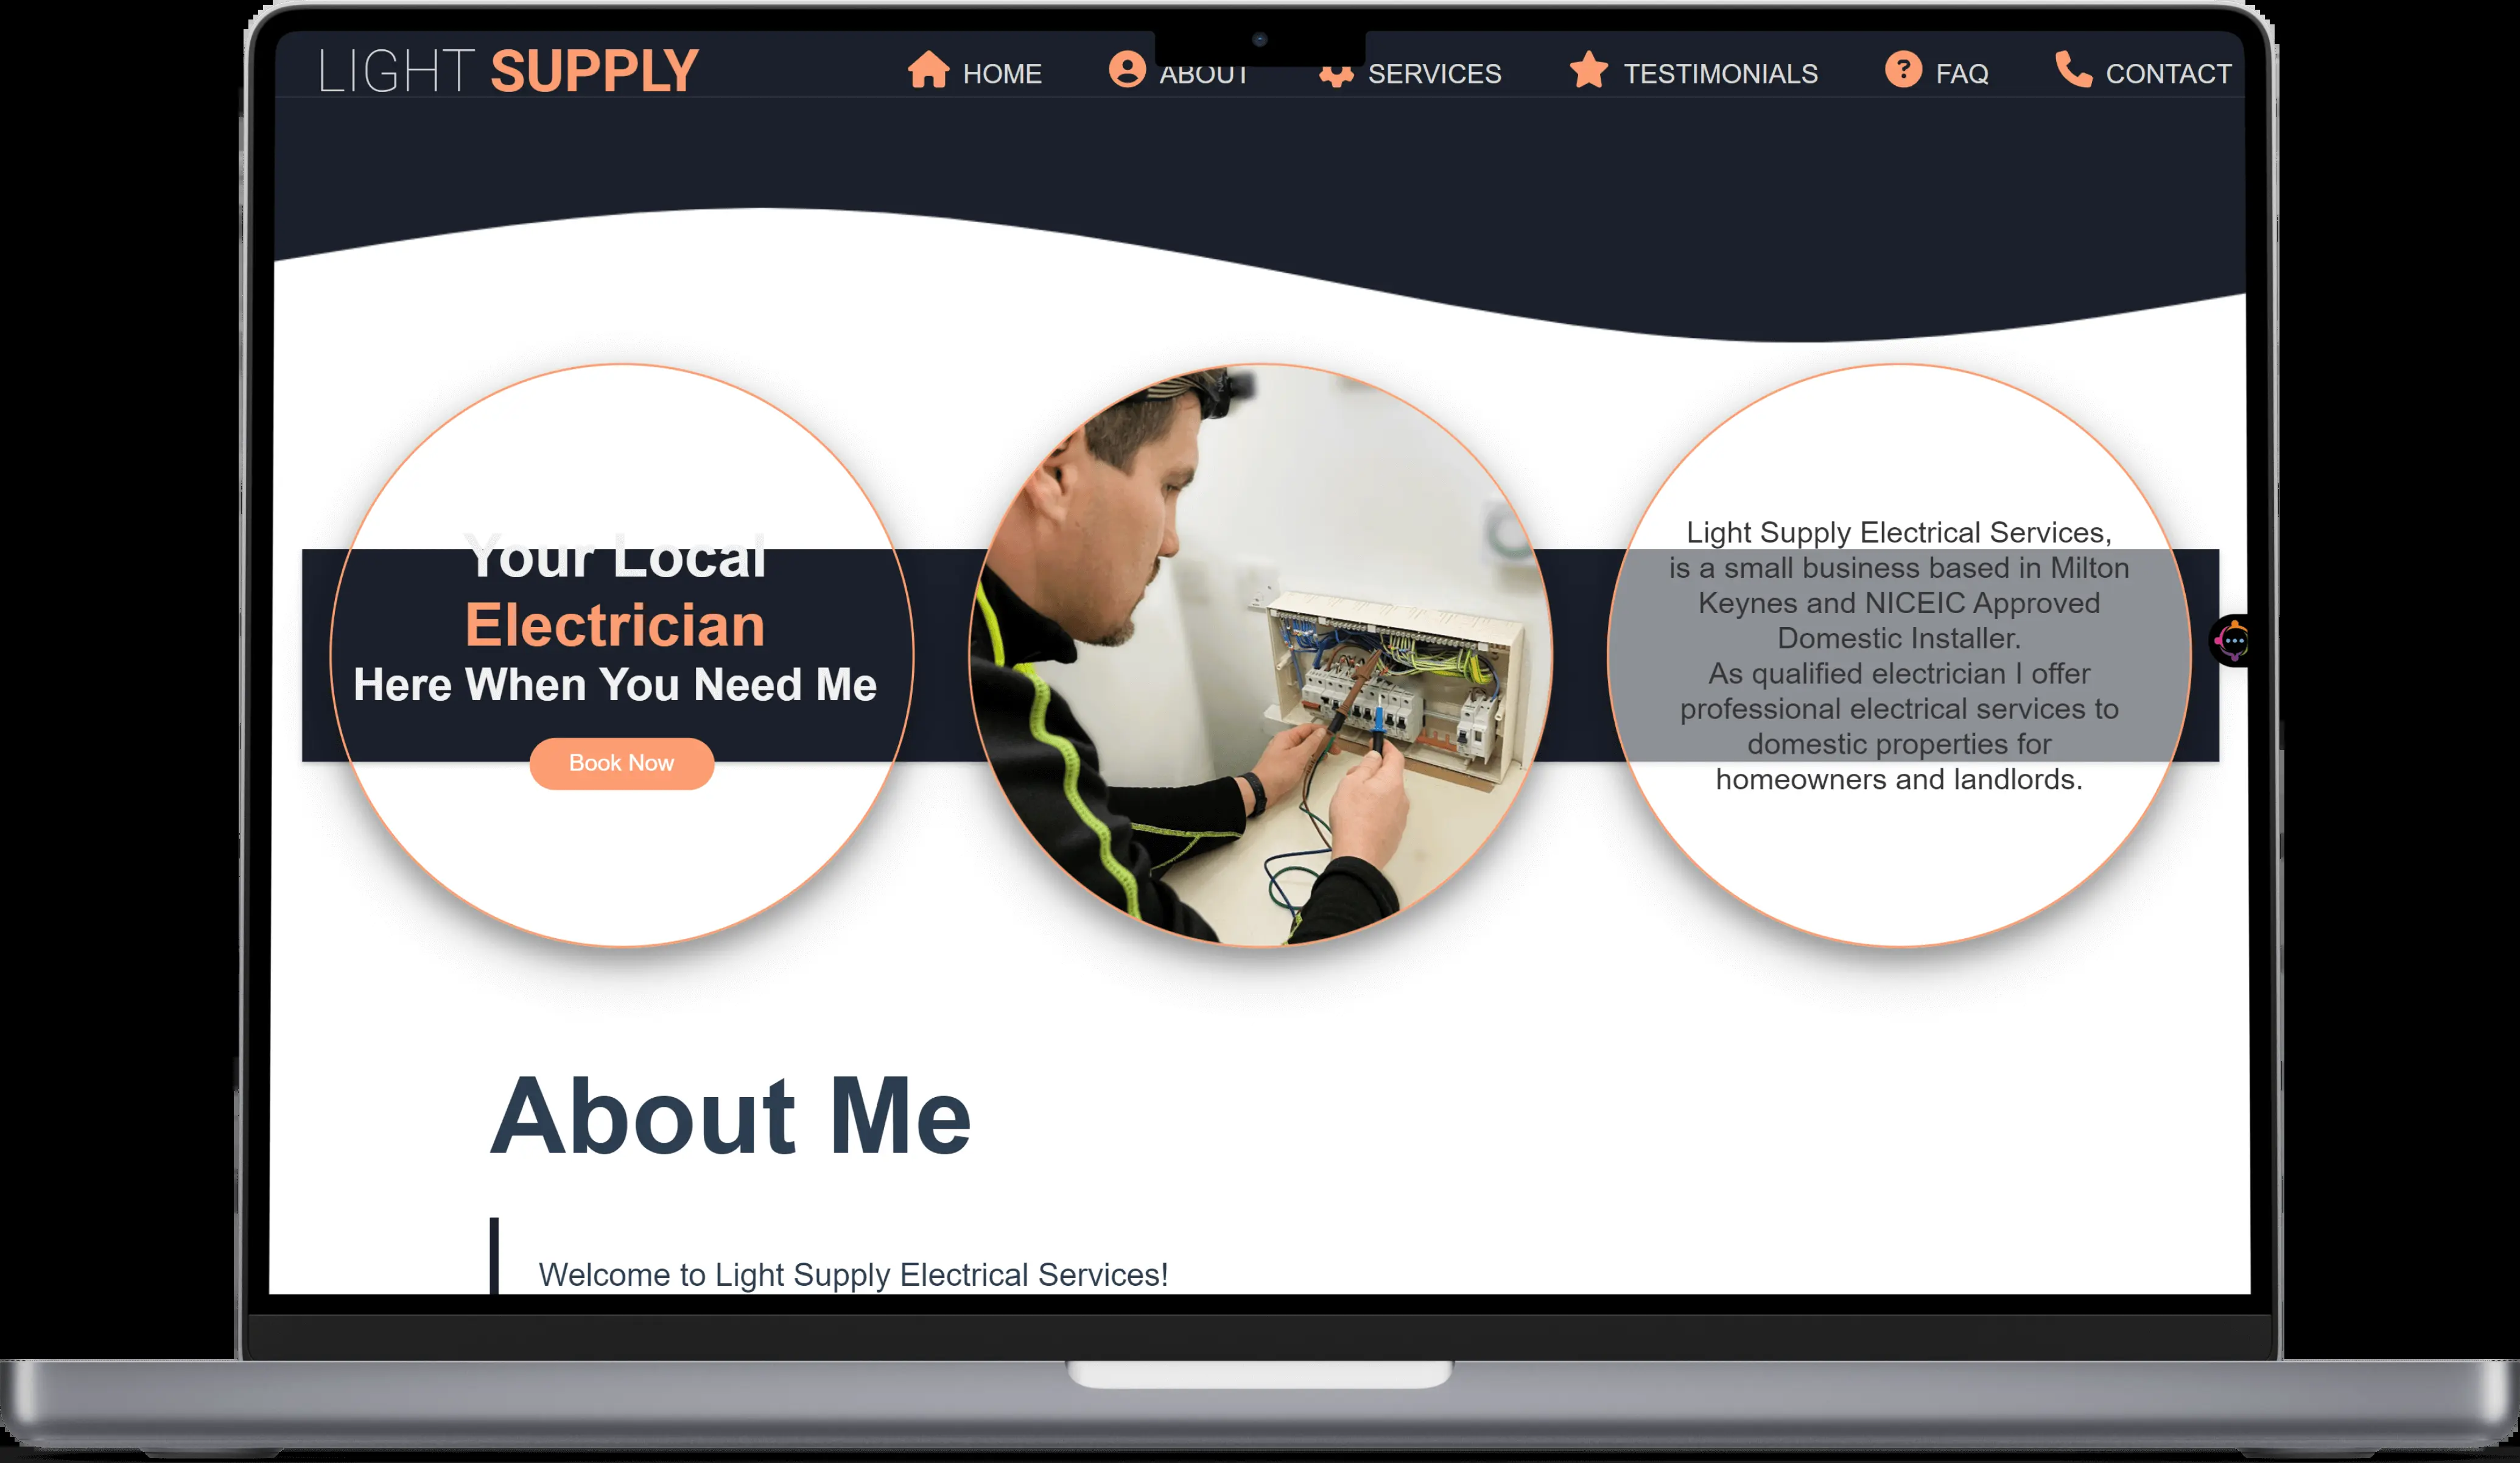 LIGHT SUPPLY
HOME
ABOUT
SERVICES
TESTIMONIALS
FAQ
CONTACT
Your Local
Electrician
Here When You Need Me
Book Now
Light Supply Electrical Services,
is a small business based in Milton
Keynes and NICEIC Approved
Domestic Installer.
As qualified electrician I offer
professional electrical services to
domestic properties for
homeowners and landlords.
About Me
Welcome to Light Supply Electrical Services!